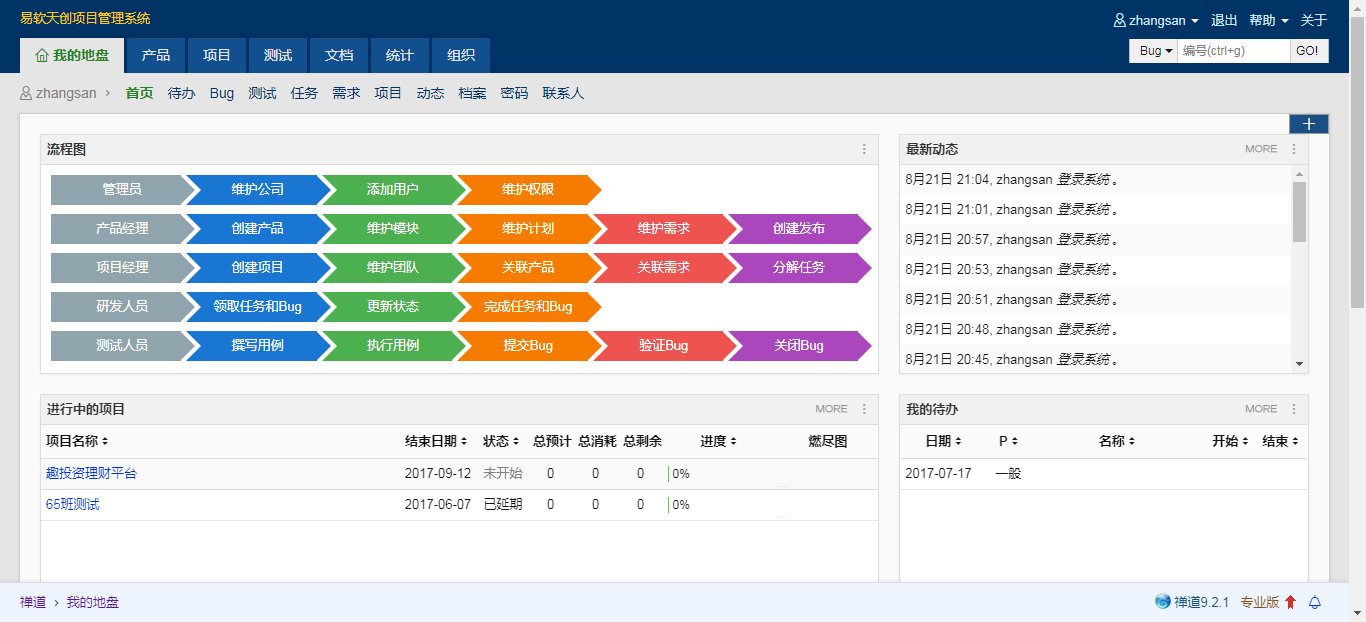 易软天创项目管理系统
zhangsan 退出 帮助 关于
我的地盘 产品 项目 测试 文档 统计 组织
Bug 编号(ctrl+g) GO!
zhangsan › 首页 待办 Bug 测试 任务 需求 项目 动态 档案 密码 联系人
流程图
管理员 维护公司 添加用户 维护权限
产品经理 创建产品 维护模块 维护计划 维护需求 创建发布
项目经理 创建项目 维护团队 关联产品 关联需求 分解任务
研发人员 领取任务和Bug 更新状态 完成任务和Bug
测试人员 撰写用例 执行用例 提交Bug 验证Bug 关闭Bug
最新动态 MORE
8月21日 21:04, zhangsan 登录系统 。
8月21日 21:01, zhangsan 登录系统 。
8月21日 20:57, zhangsan 登录系统 。
8月21日 20:53, zhangsan 登录系统 。
8月21日 20:51, zhangsan 登录系统 。
8月21日 20:48, zhangsan 登录系统 。
8月21日 20:45, zhangsan 登录系统 。
进行中的项目 MORE
项目名称 结束日期 状态 总预计 总消耗 总剩余 进度 燃尽图
趣投资理财平台 2017-09-12 未开始 0 0 0 0%
65班测试 2017-06-07 已延期 0 0 0 0%
我的待办 MORE
日期 P 名称 开始 结束
2017-07-17 一般
禅道 › 我的地盘
禅道9.2.1 专业版